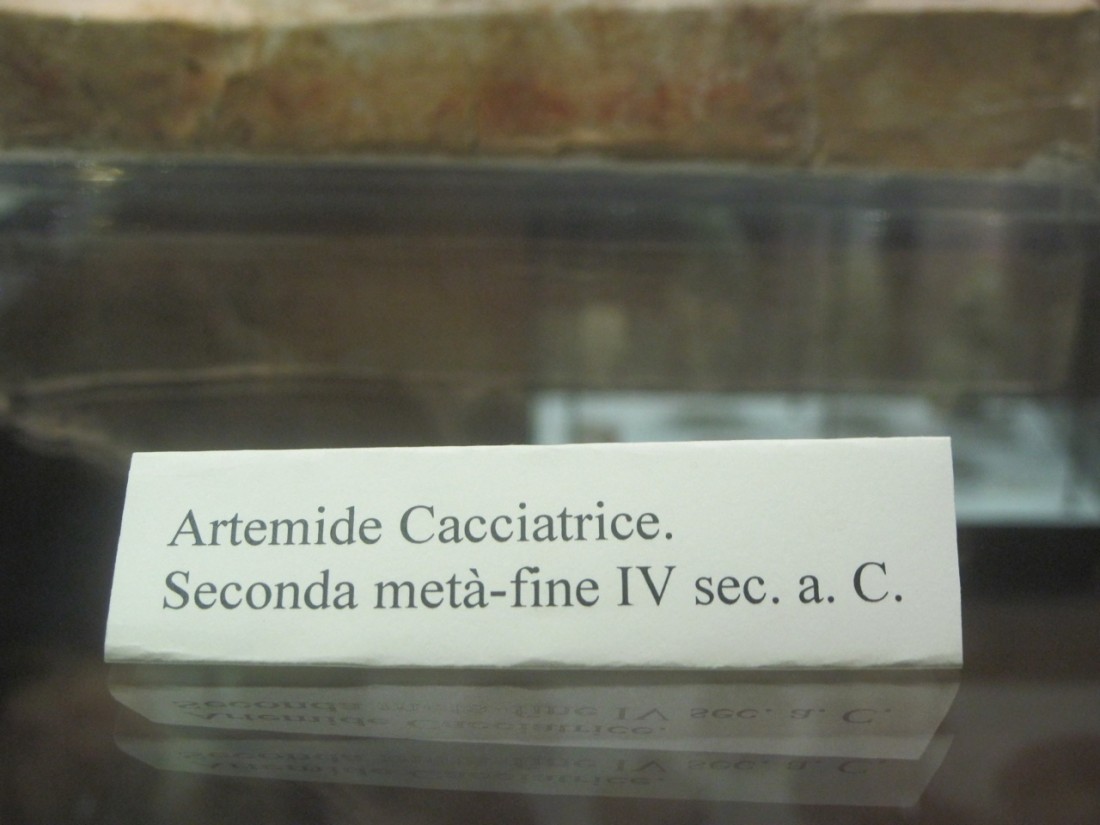 Artemide Cacciatrice.
Seconda metà-fine IV sec. a. C.